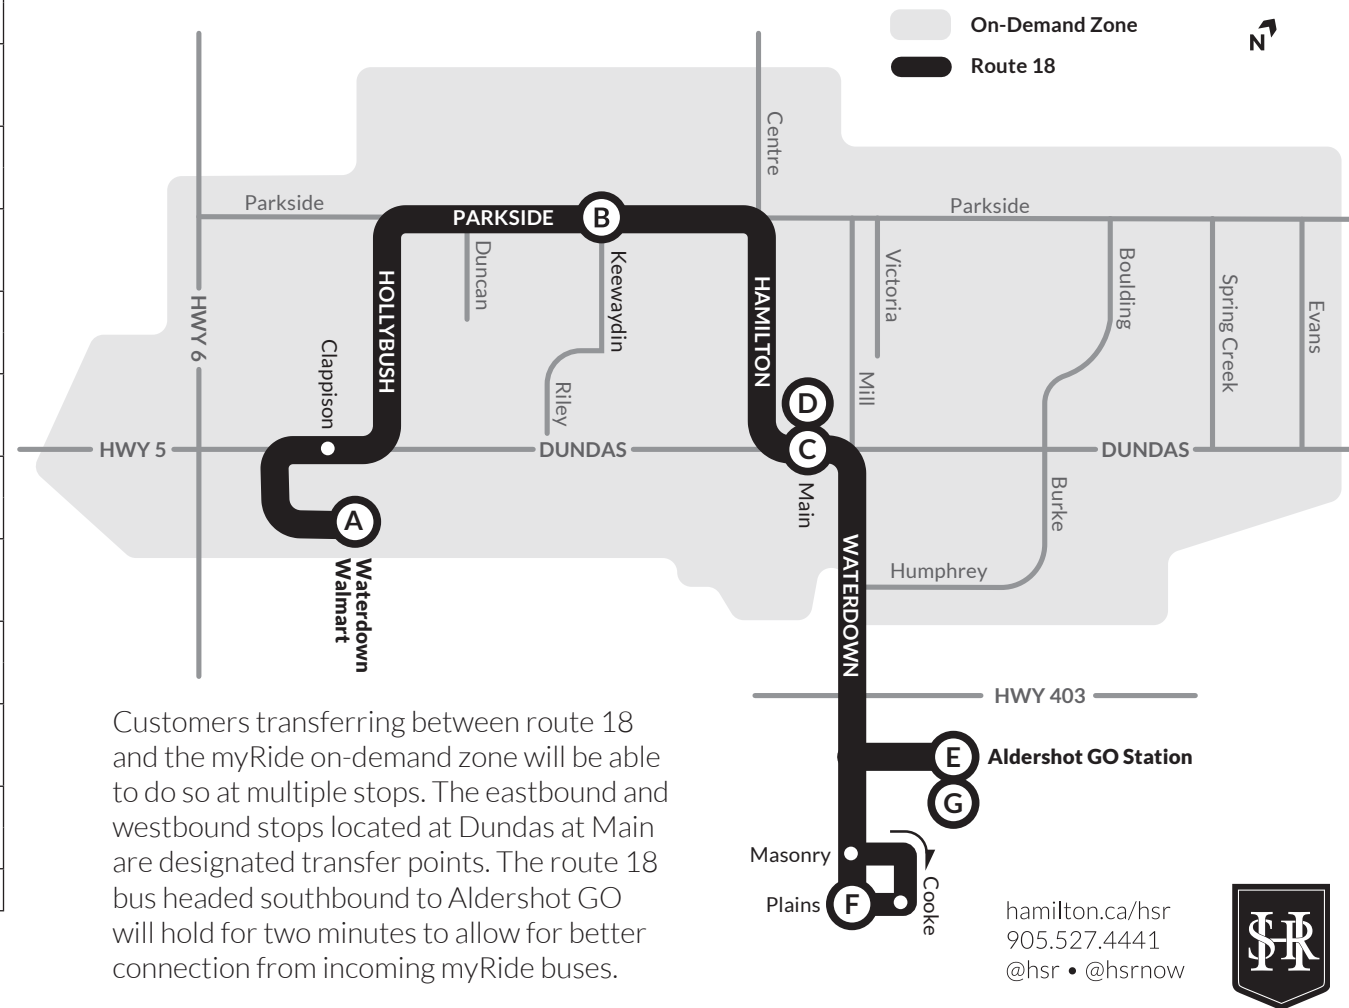 On-Demand Zone
Route 18
N
Centre
Parkside
PARKSIDE
B
Parkside
HWY 6
Clappison
HOLLYBUSH
Duncan
Keewaydin
Riley
HAMILTON
Victoria
Mill
Boulding
Spring Creek
Evans
D
HWY 5
DUNDAS
C
DUNDAS
Main
Burke
A
Waterdown
Walmart
WATERDOWN
Humphrey
HWY 403
E
Aldershot GO Station
G
Masonry
Plains
F
Cooke
Customers transferring between route 18
and the myRide on-demand zone will be able
to do so at multiple stops. The eastbound and
westbound stops located at Dundas at Main
are designated transfer points. The route 18
bus headed southbound to Aldershot GO
will hold for two minutes to allow for better
connection from incoming myRide buses.
hamilton.ca/hsr
905.527.4441
@hsr • @hsrnow
HSR